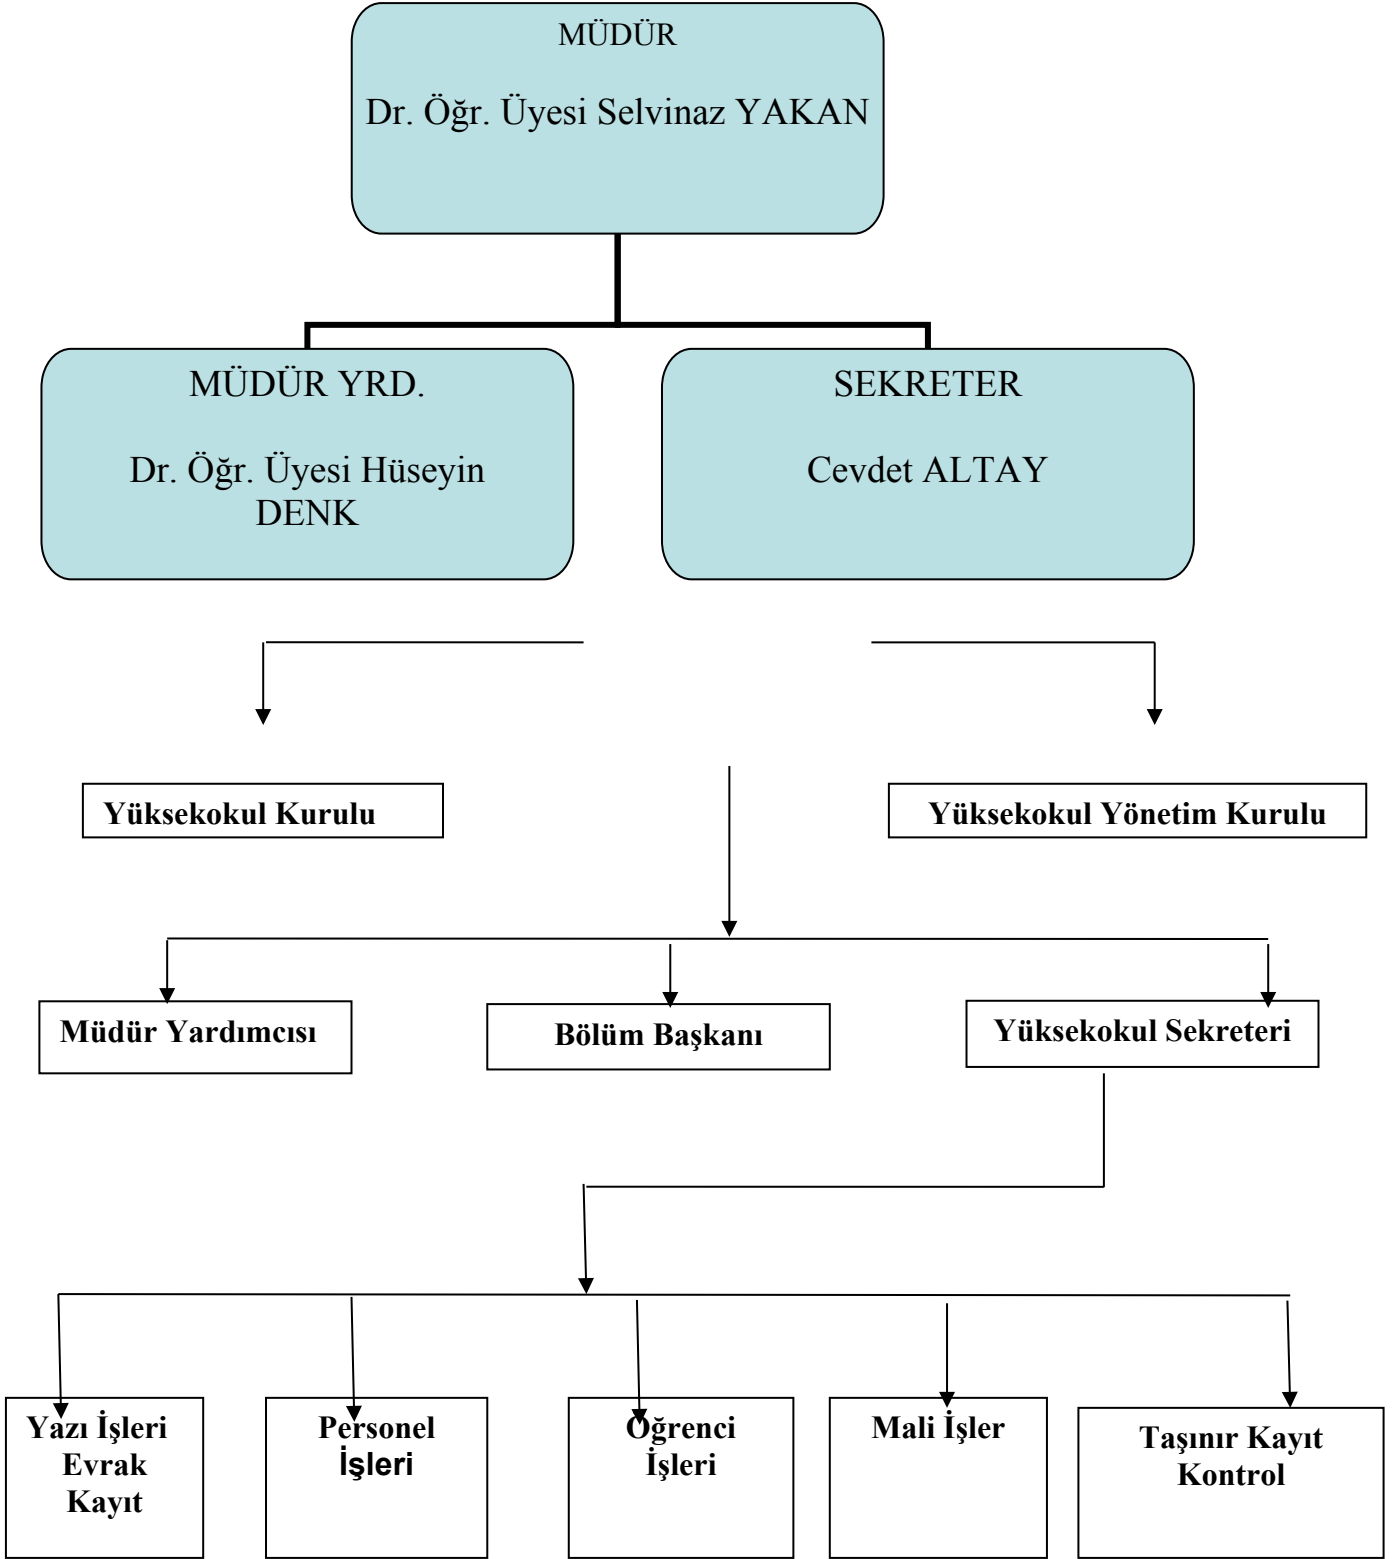 MÜDÜR
Dr. Öğr. Üyesi Selvinaz YAKAN
MÜDÜR YRD.
Dr. Öğr. Üyesi Hüseyin
DENK
SEKRETER
Cevdet ALTAY
Yüksekokul Kurulu
Yüksekokul Yönetim Kurulu
Müdür Yardımcısı
Bölüm Başkanı
Yüksekokul Sekreteri
Yazı İşleri
Evrak
Kayıt
Personel
İşleri
Öğrenci
İşleri
Mali İşler
Taşınır Kayıt
Kontrol